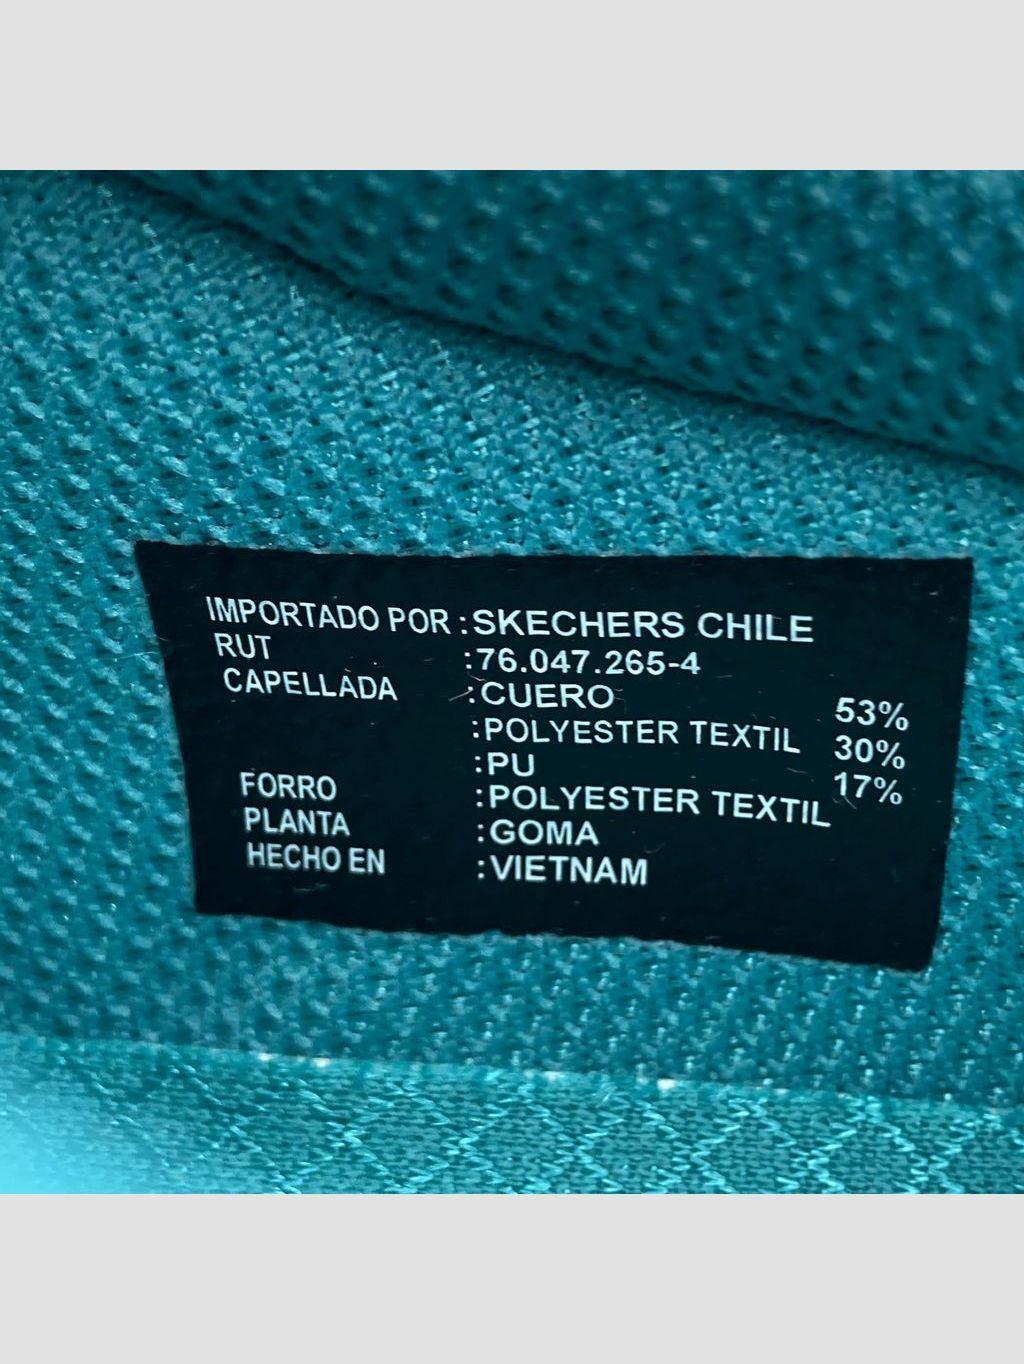 IMPORTADO POR :SKECHERS CHILE
RUT :76.047.265-4
CAPELLADA :CUERO 53%
:POLYESTER TEXTIL 30%
:PU 17%
FORRO :POLYESTER TEXTIL
PLANTA :GOMA
HECHO EN :VIETNAM